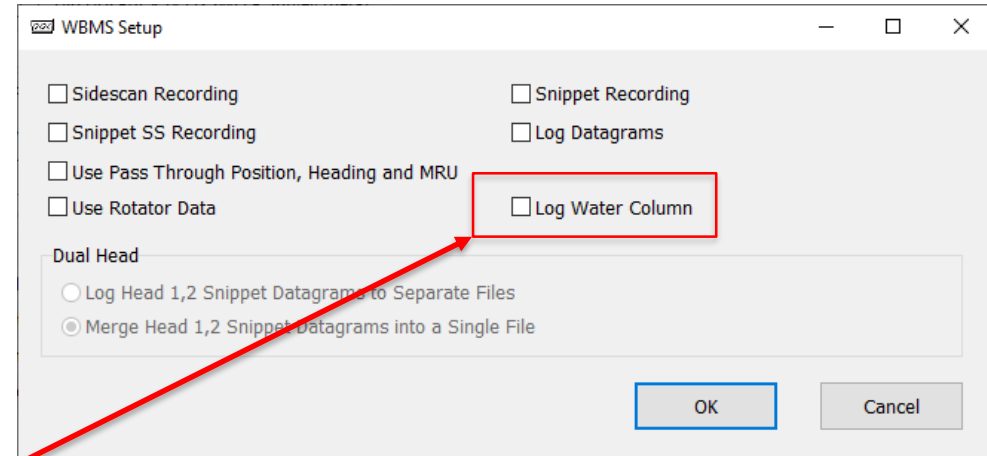 WBMS Setup
Sidescan Recording
Snippet Recording
Snippet SS Recording
Log Datagrams
Use Pass Through Position, Heading and MRU
Use Rotator Data
Log Water Column
Dual Head
Log Head 1,2 Snippet Datagrams to Separate Files
Merge Head 1,2 Snippet Datagrams into a Single File
OK
Cancel